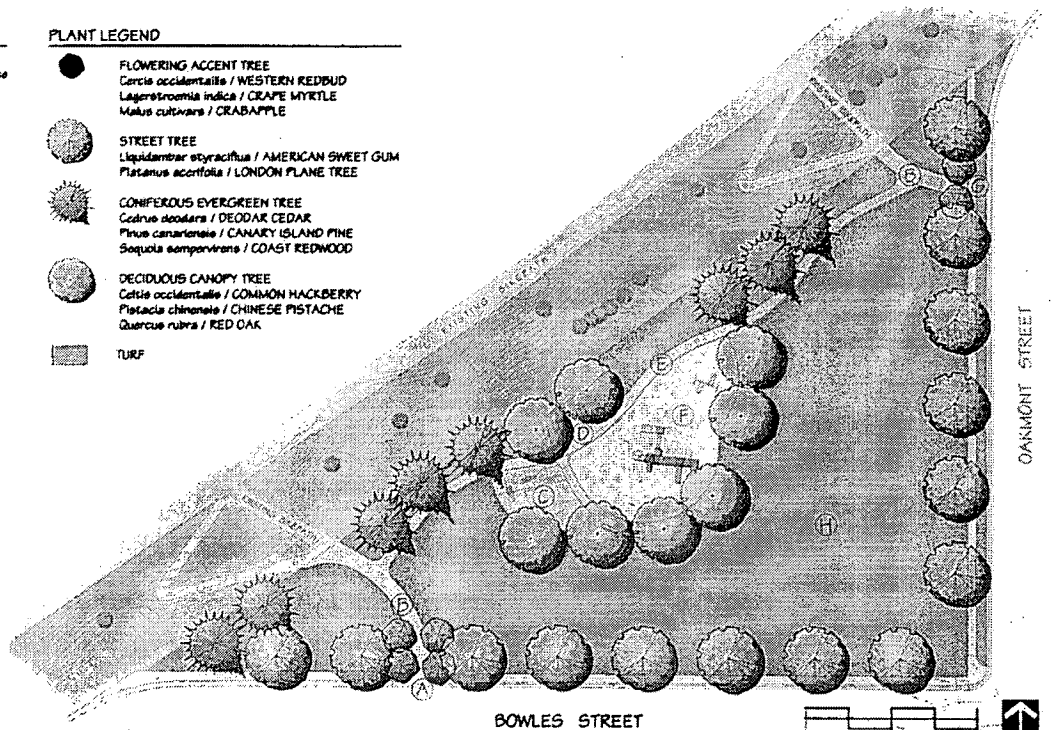 PLANT LEGEND
FLOWERING ACCENT TREE
Cercis occidentalis / WESTERN REDBUD
Lagerstroemia indica / CRAPE MYRTLE
Malus cultivars / CRABAPPLE
STREET TREE
Liquidambar styraciflua / AMERICAN SWEET GUM
Platanus acerifolia / LONDON PLANE TREE
CONIFEROUS EVERGREEN TREE
Cedrus deodara / DEODAR CEDAR
Pinus canariensis / CANARY ISLAND PINE
Sequoia sempervirens / COAST REDWOOD
DECIDUOUS CANOPY TREE
Celtis occidentalis / COMMON HACKBERRY
Pistacia chinensis / CHINESE PISTACHE
Quercus rubra / RED OAK
TURF
EXISTING
B
G
E
F
D
C
H
B
A
OAKMONT STREET
BOWLES STREET